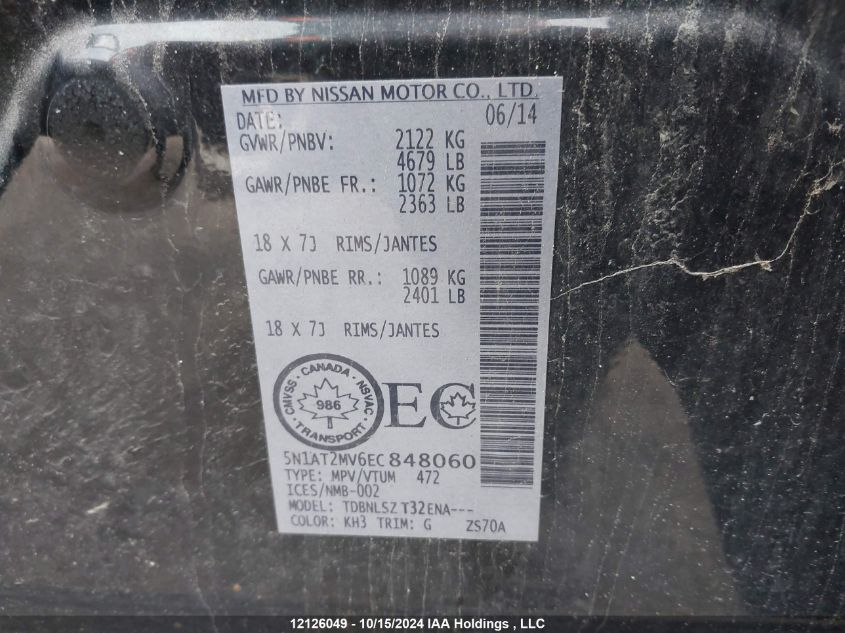 MFD BY NISSAN MOTOR CO., LTD.
DATE: 06/14
GVWR/PNBV: 2122 KG
4679 LB
GAWR/PNBE FR.: 1072 KG
2363 LB
18 X 7J RIMS/JANTES
GAWR/PNBE RR.: 1089 KG
2401 LB
18 X 7J RIMS/JANTES
CMVSS · CANADA · NSVAC
986
· TRANSPORT ·
EC
5N1AT2MV6EC848060
TYPE: MPV/VTUM 472
ICES/NMB-002
MODEL: TDBNLSZ T32ENA---
COLOR: KH3 TRIM: G ZS70A
12126049 - 10/15/2024 IAA Holdings , LLC